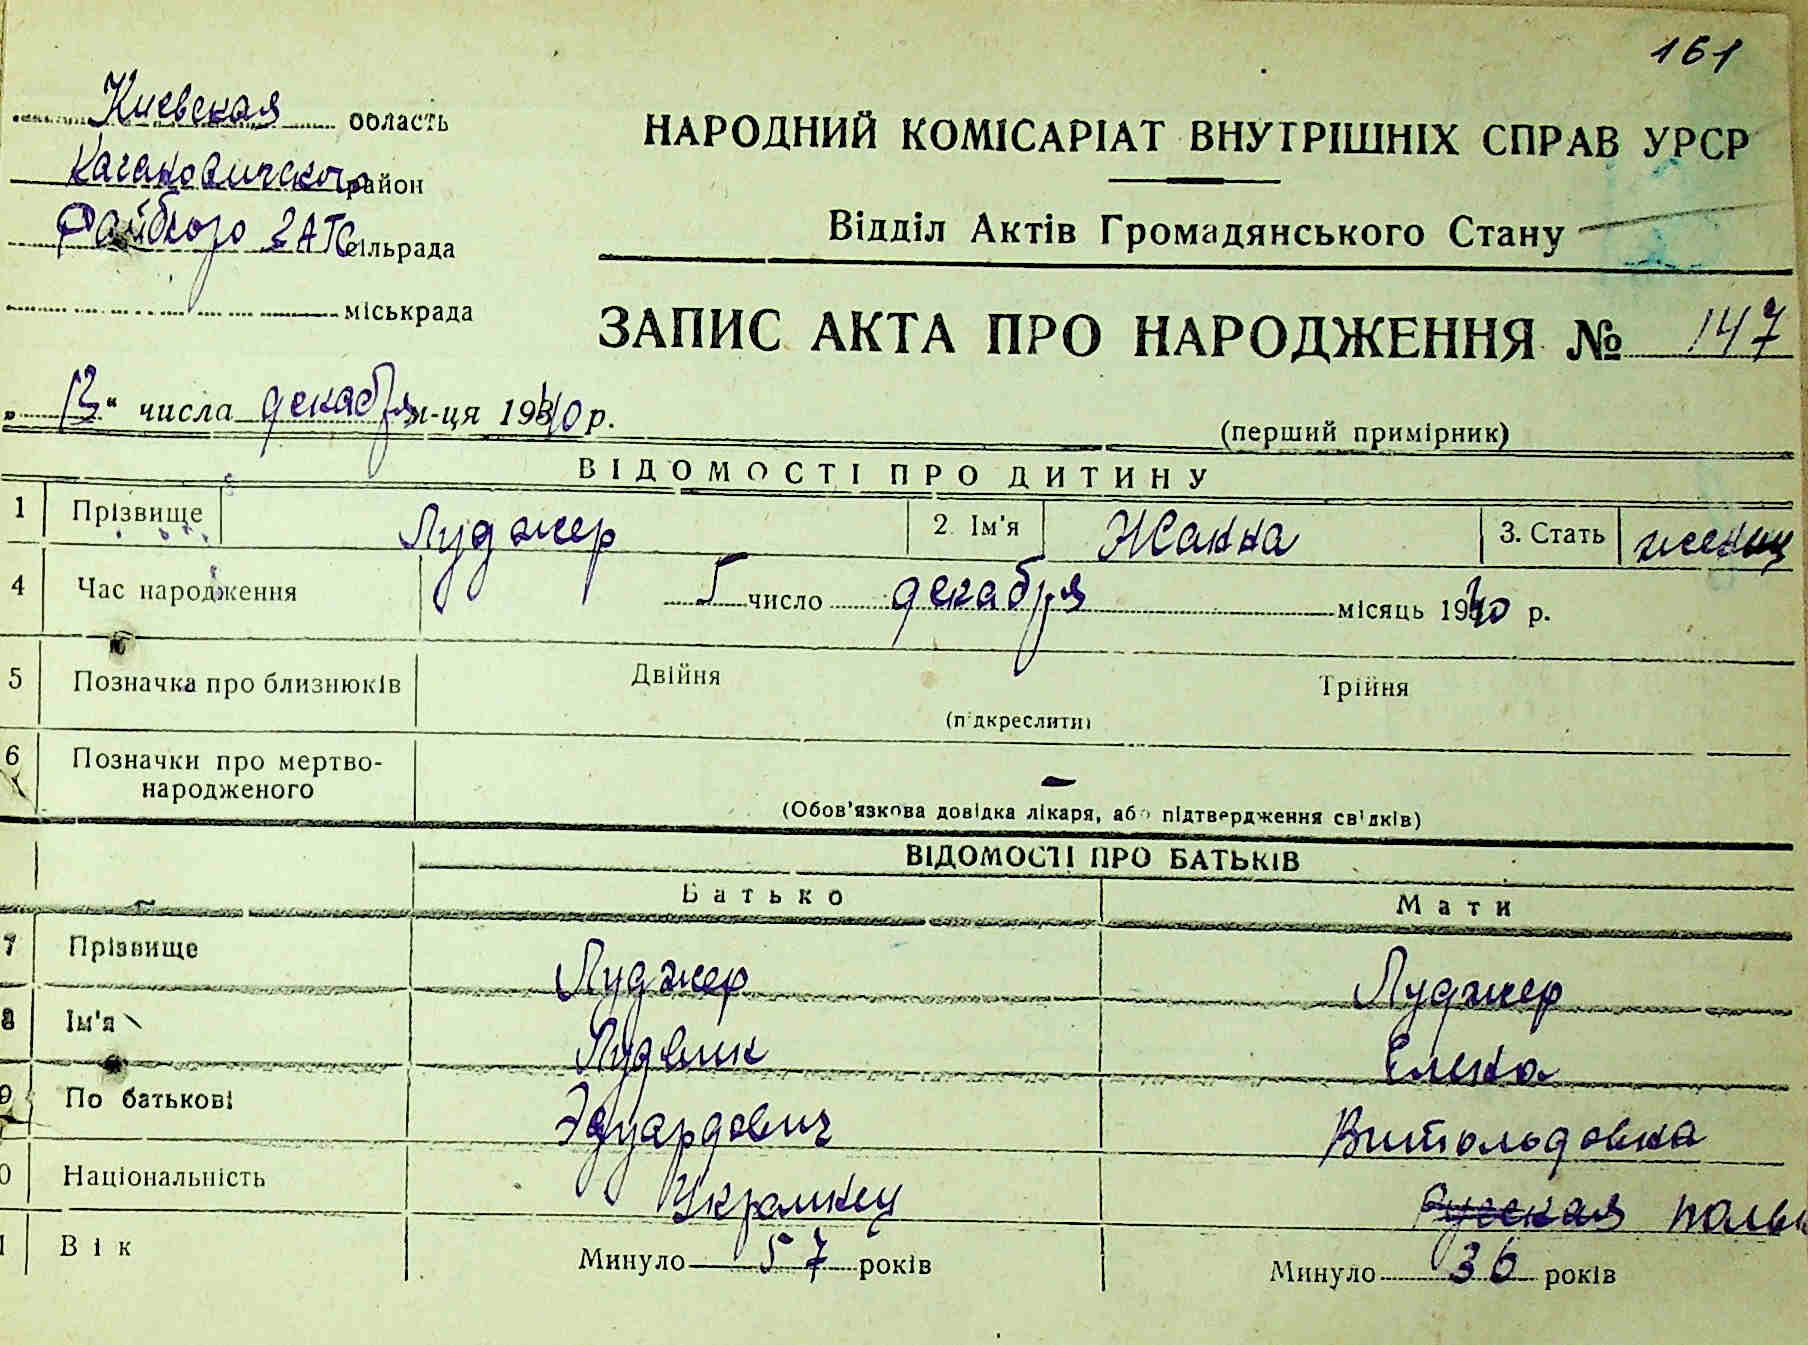 161
Киевская область
НАРОДНИЙ КОМІСАРІАТ ВНУТРІШНІХ СПРАВ УРСР
Кагановичского район
Відділ Актів Громадянського Стану
Райбюро ЗАГС сільрада
міськрада
ЗАПИС АКТА ПРО НАРОДЖЕННЯ № 147
„13“ числа декабря м-ця 1940 р.
(перший примірник)
ВІДОМОСТІ ПРО ДИТИНУ
1 Прізвище Луджер 2. Ім'я Жанна 3. Стать женщ
4 Час народження 5 число декабря місяць 1940 р.
5 Позначка про близнюків Двійня Трійня
(підкреслити)
6 Позначки про мертво-
народженого -
(Обов'язкова довідка лікаря, або підтвердження свідків)
ВІДОМОСТІ ПРО БАТЬКІВ
Батько Мати
7 Прізвище Луджер Луджер
8 Ім'я Лудвик Елена
9 По батькові Эдуардович Витольдовна
0 Національність Украинец русская польк
1 Вік Минуло 57 років Минуло 36 років